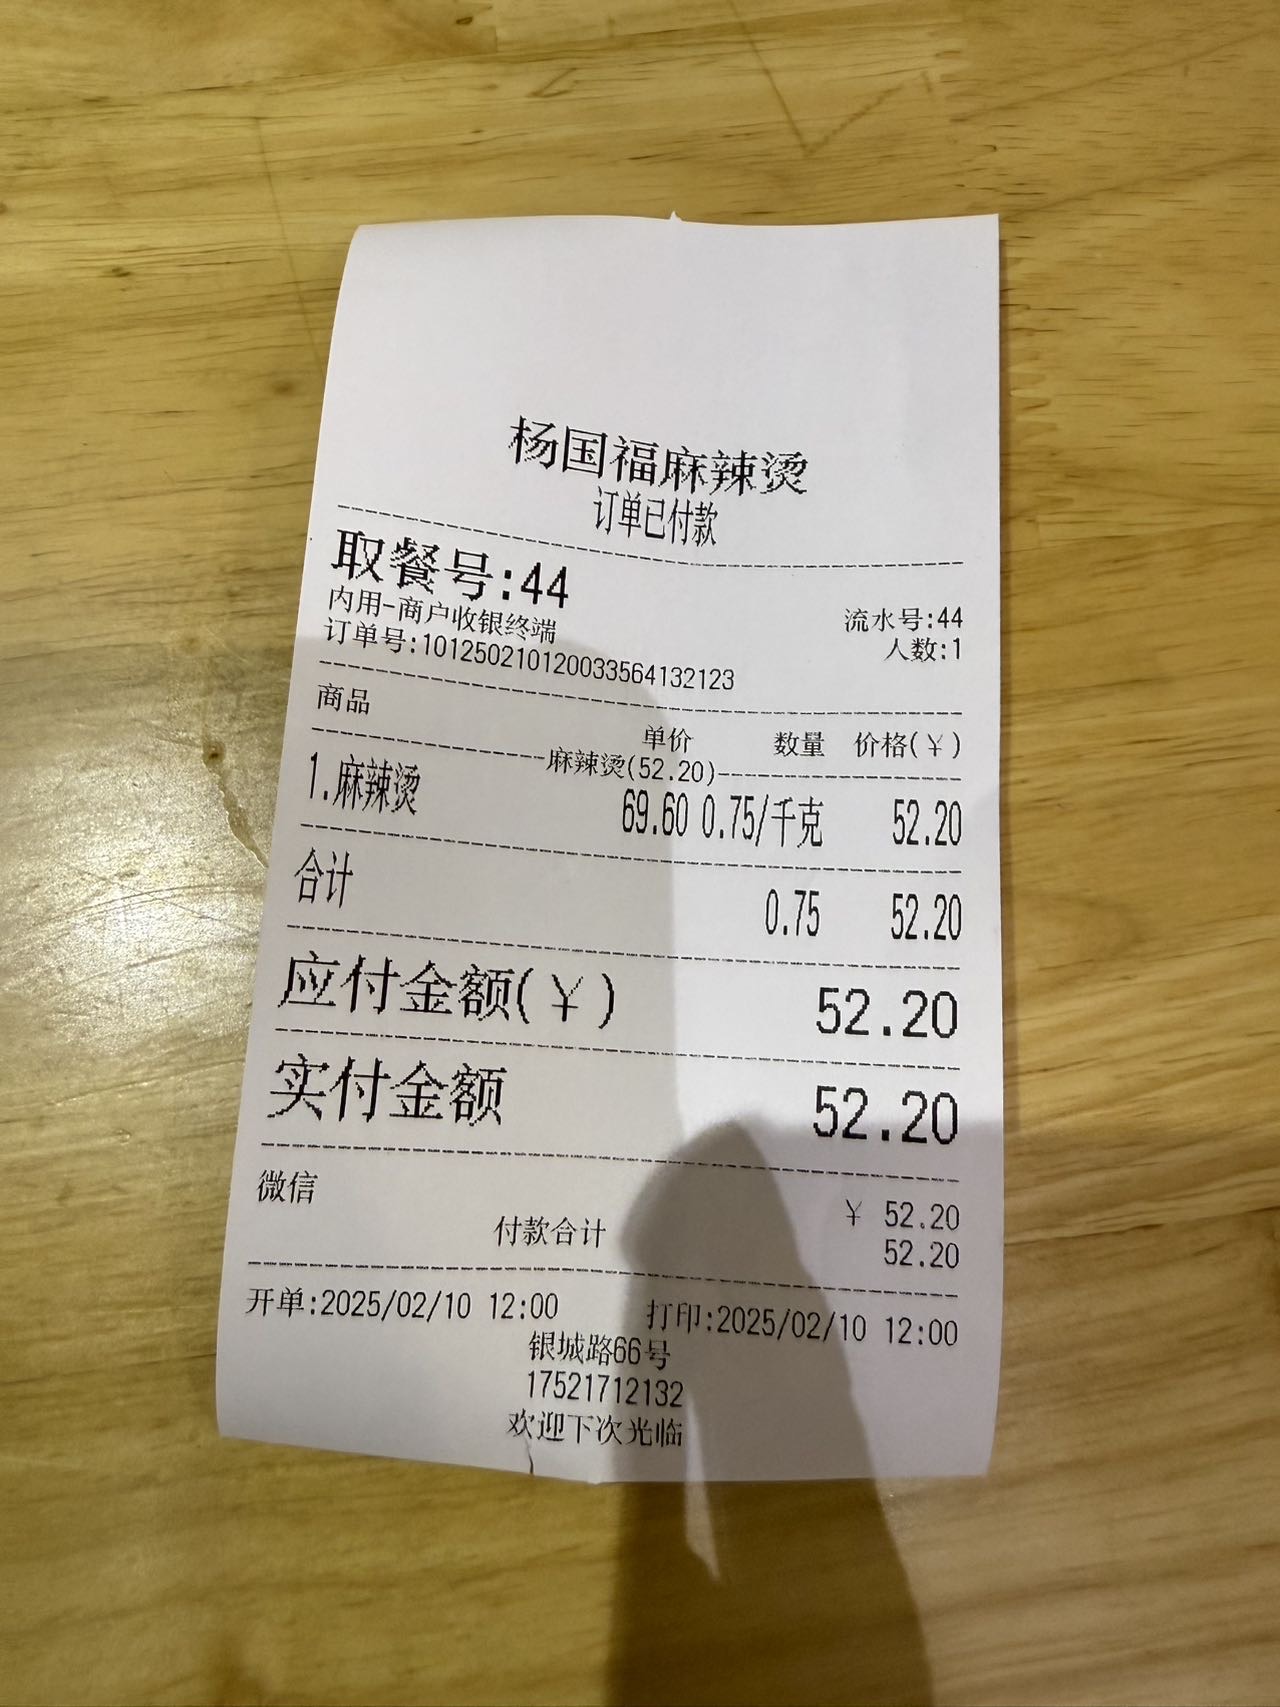 杨国福麻辣烫
订单已付款
取餐号:44
内用-商户收银终端 流水号:44
订单号:101250210120033564132123 人数:1
商品 单价 数量 价格(￥)
麻辣烫(52.20)
1.麻辣烫 69.60 0.75/千克 52.20
合计 0.75 52.20
应付金额(￥) 52.20
实付金额 52.20
微信 ￥ 52.20
付款合计 52.20
开单:2025/02/10 12:00 打印:2025/02/10 12:00
银城路66号
17521712132
欢迎下次光临